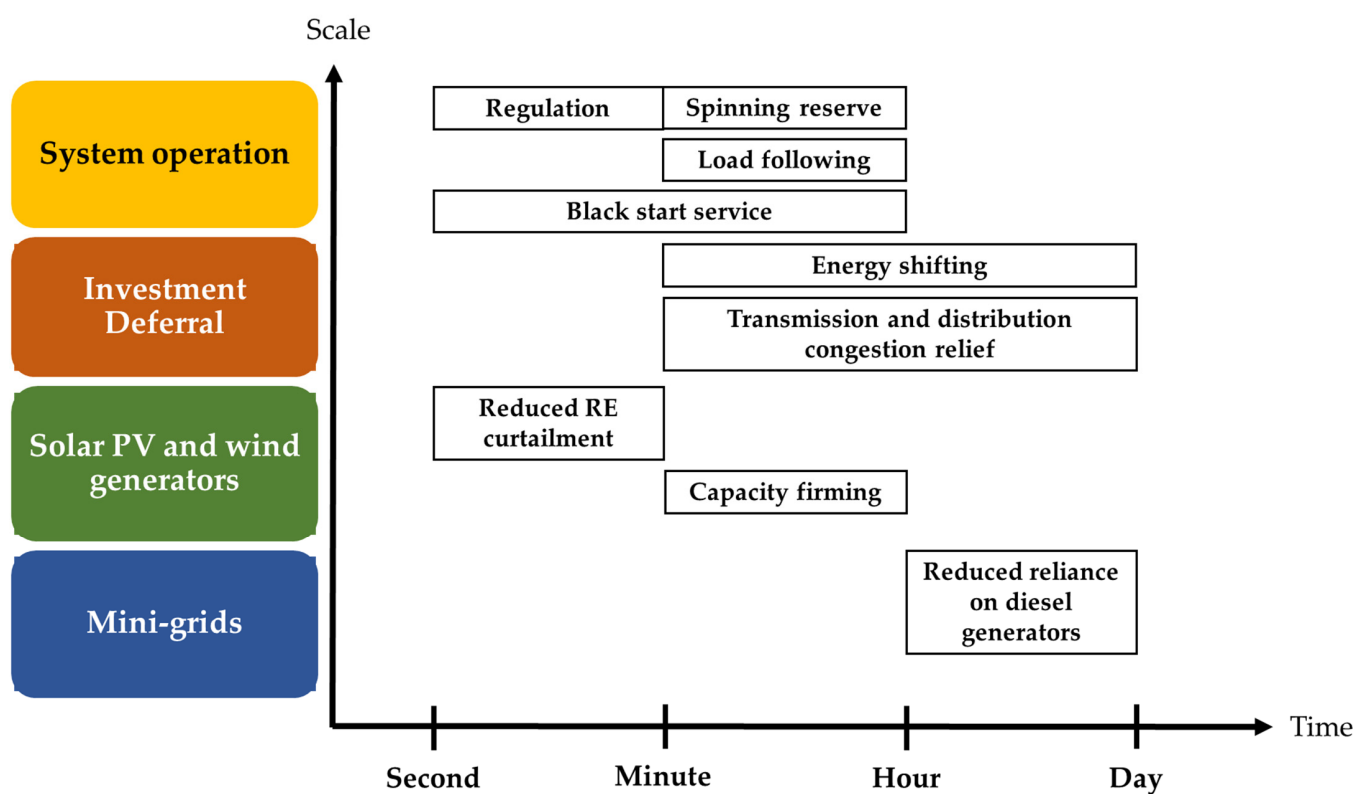 Scale
System operation
Regulation
Spinning reserve
Load following
Black start service
Investment
Deferral
Energy shifting
Transmission and distribution
congestion relief
Solar PV and wind
generators
Reduced RE
curtailment
Capacity firming
Mini-grids
Reduced reliance
on diesel
generators
Time
Second
Minute
Hour
Day